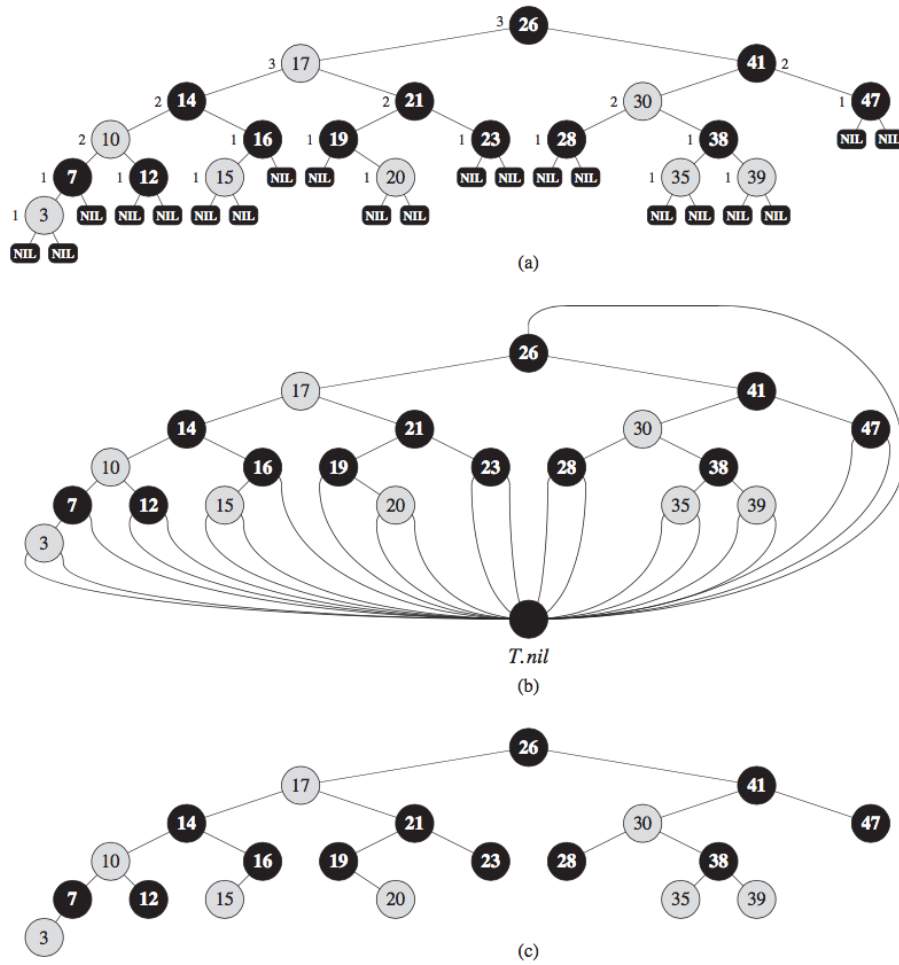 3 26
3 17 41 2
2 14 2 21 2 30 1 47
2 10 1 16 1 19 1 23 1 28 1 38 NIL NIL
1 7 1 12 1 15 NIL NIL 1 20 NIL NIL NIL NIL 1 35 1 39
1 3 NIL NIL NIL NIL NIL NIL NIL NIL NIL NIL NIL
NIL NIL
(a)
26
17 41
14 21 30 47
10 16 19 23 28 38
7 12 15 20 35 39
3
T.nil
(b)
26
17 41
14 21 30 47
10 16 19 23 28 38
7 12 15 20 35 39
3
(c)